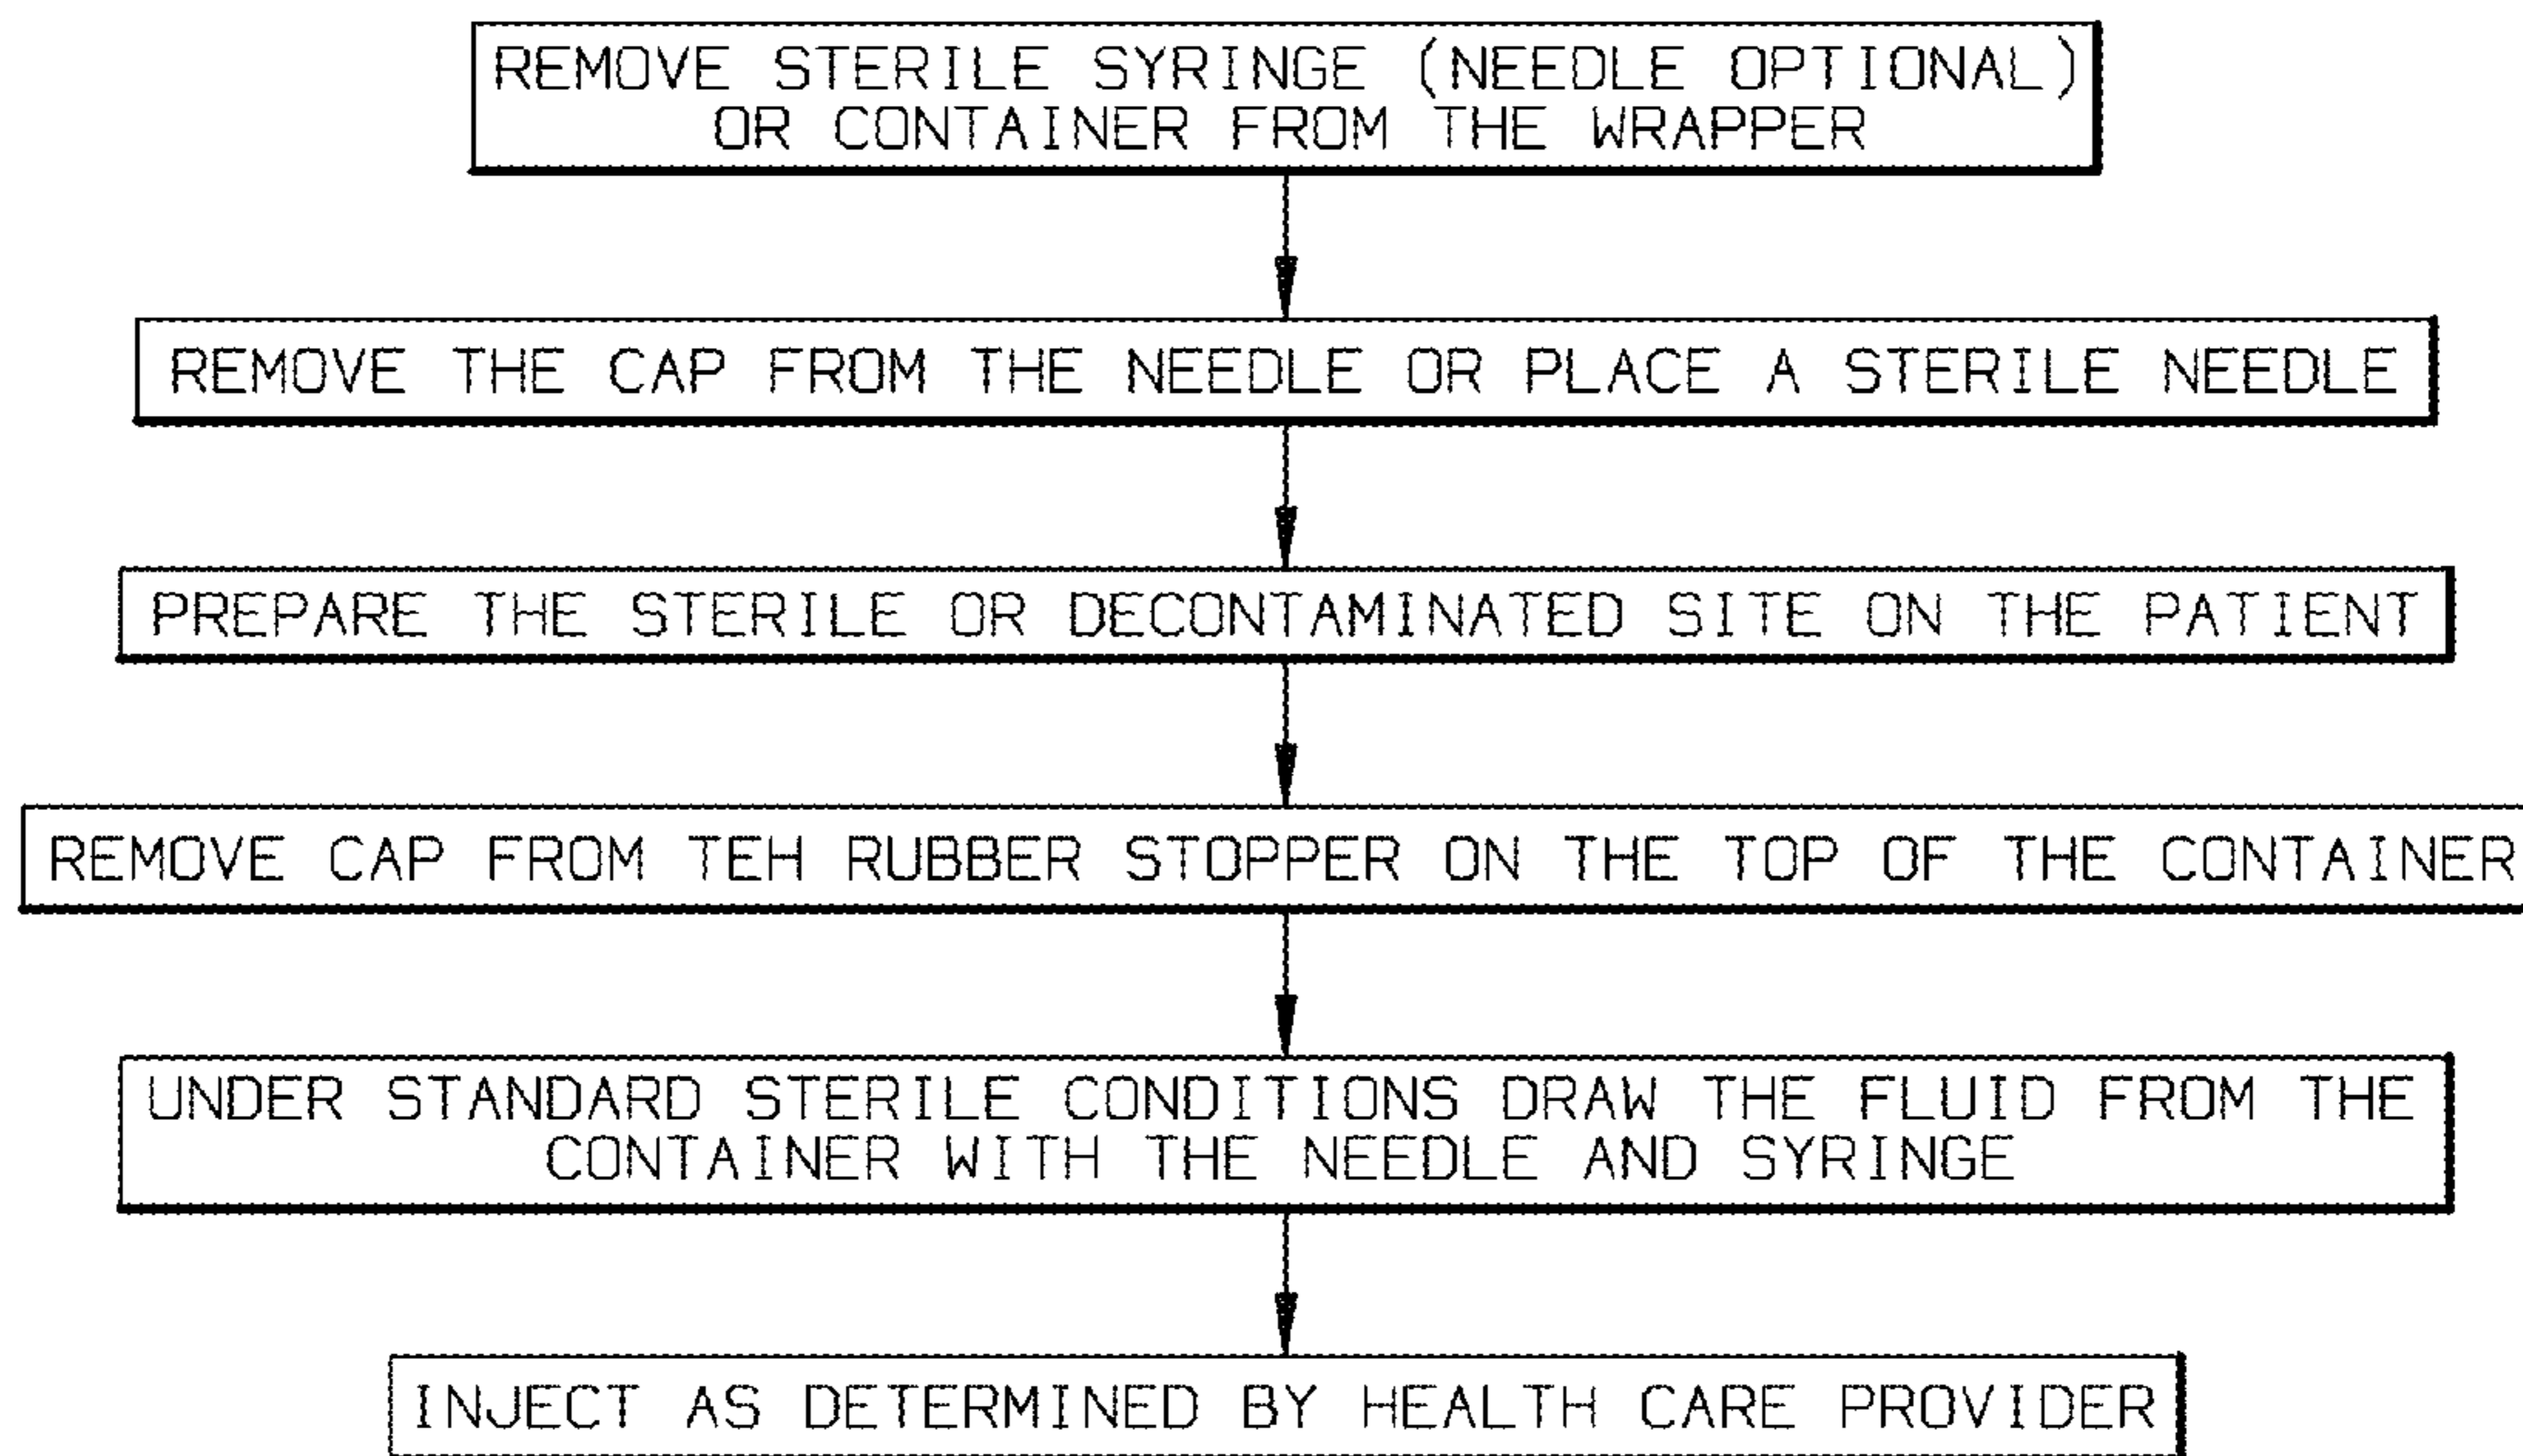 REMOVE STERILE SYRINGE (NEEDLE OPTIONAL)
OR CONTAINER FROM THE WRAPPER
REMOVE THE CAP FROM THE NEEDLE OR PLACE A STERILE NEEDLE
PREPARE THE STERILE OR DECONTAMINATED SITE ON THE PATIENT
REMOVE CAP FROM TEH RUBBER STOPPER ON THE TOP OF THE CONTAINER
UNDER STANDARD STERILE CONDITIONS DRAW THE FLUID FROM THE
CONTAINER WITH THE NEEDLE AND SYRINGE
INJECT AS DETERMINED BY HEALTH CARE PROVIDER